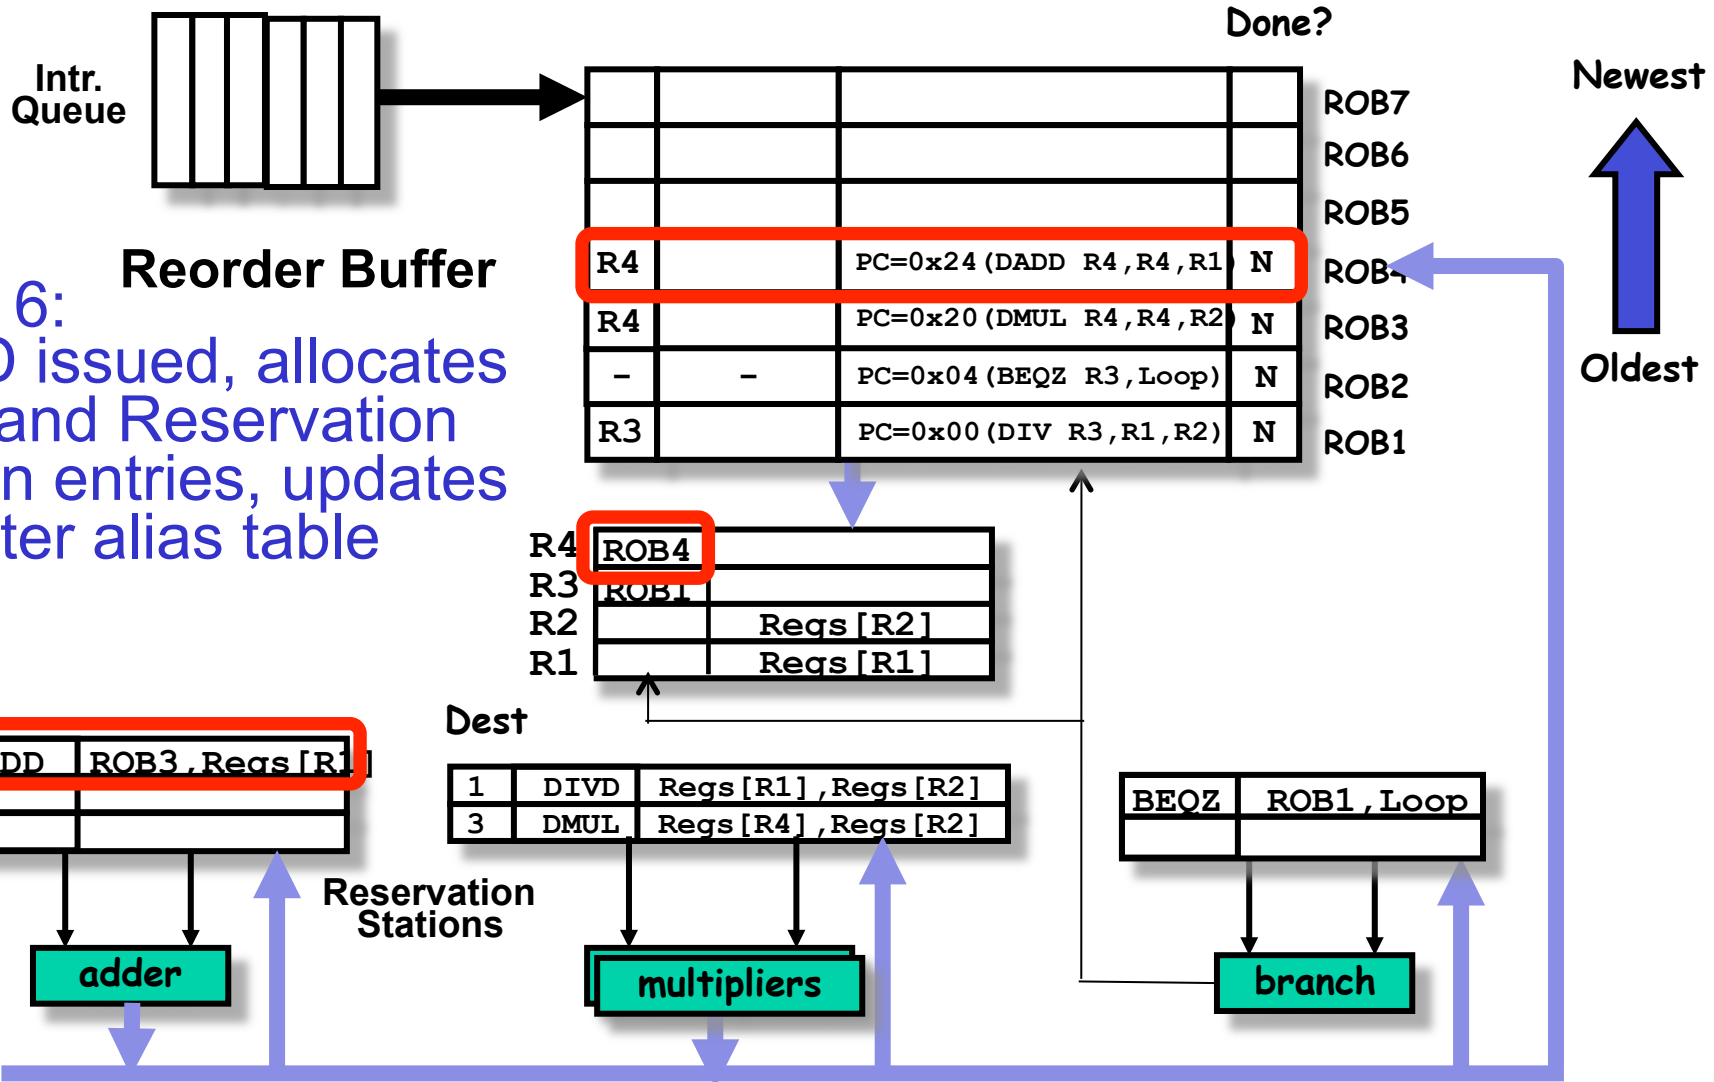 Done?
Intr.
Queue
Newest
ROB7
ROB6
ROB5
R4 PC=0x24(DADD R4,R4,R1) N ROB4
R4 PC=0x20(DMUL R4,R4,R2) N ROB3
- - PC=0x04(BEQZ R3,Loop) N ROB2
R3 PC=0x00(DIV R3,R1,R2) N ROB1
Oldest
Reorder Buffer
6:
D issued, allocates
and Reservation
n entries, updates
ter alias table
R4 ROB4
R3 ROB1
R2 Regs[R2]
R1 Regs[R1]
Dest
DD ROB3,Regs[R1]
1 DIVD Regs[R1],Regs[R2]
3 DMUL Regs[R4],Regs[R2]
BEQZ ROB1,Loop
Reservation
Stations
adder
multipliers
branch